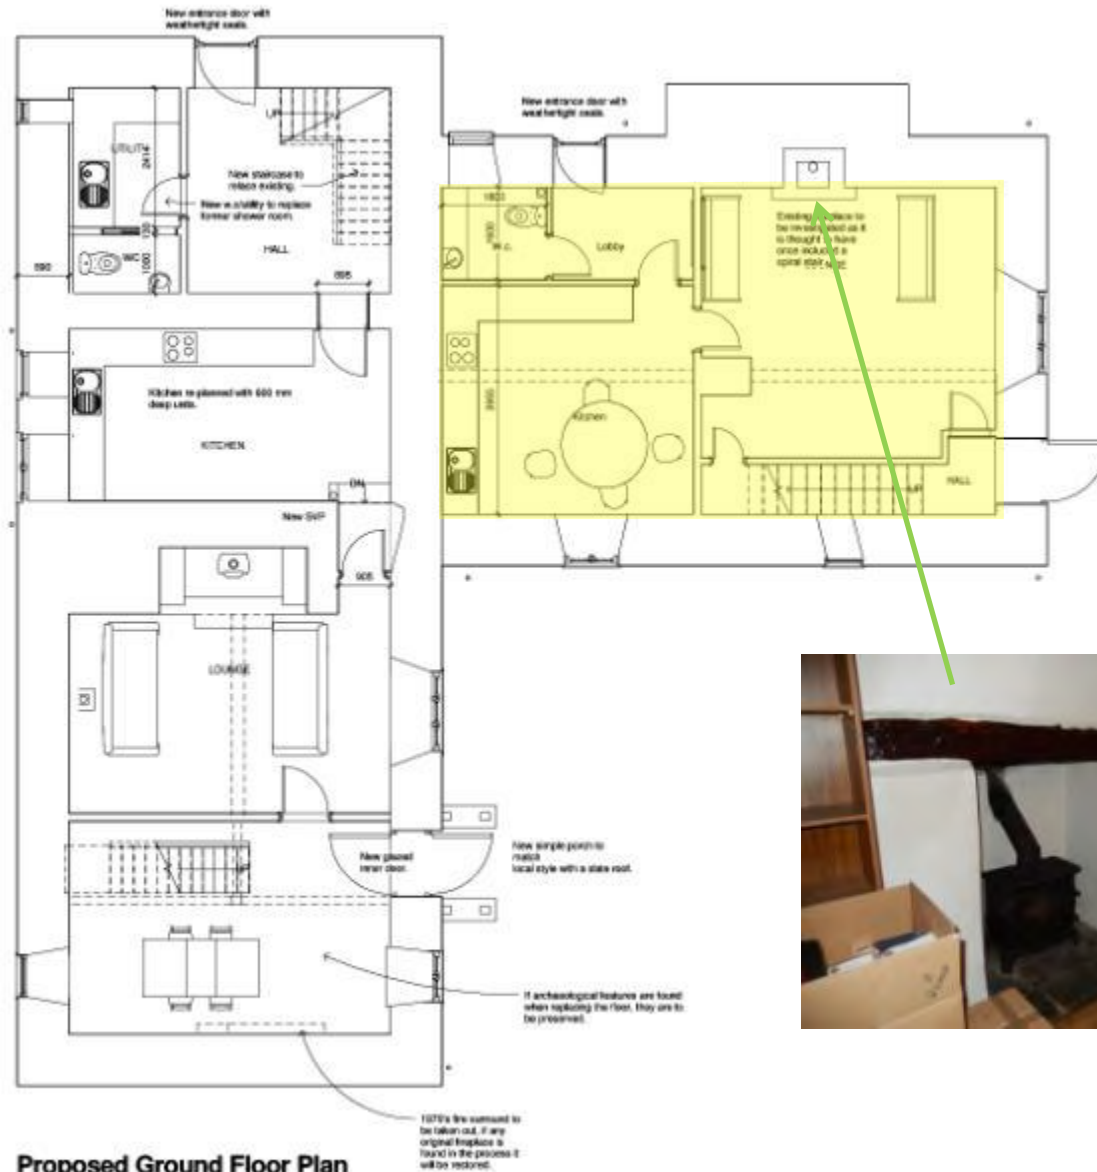 New entrance door with
weathertight seals.
New entrance door with
weathertight seals.
UP
UTILITY
2414
New staircase to
relace existing.
New w.c/utility to replace
former shower room.
130
HALL
WC
1000
590
895
1600
W.c.
Lobby
Existing fireplace to
be investigated as it
is thought to have
once included a
spiral stair.
Kitchen re-planned with 600 mm
deep units.
KITCHEN
Kitchen
DN
New SVP
UP
HALL
905
LOUNGE
New glazed
inner door.
New simple porch to
match
local style with a slate roof.
If archaeological features are found
when replacing the floor, they are to
be preserved.
1970's fire surround to
be taken out, if any
original fireplace is
found in the process it
will be restored.
Proposed Ground Floor Plan